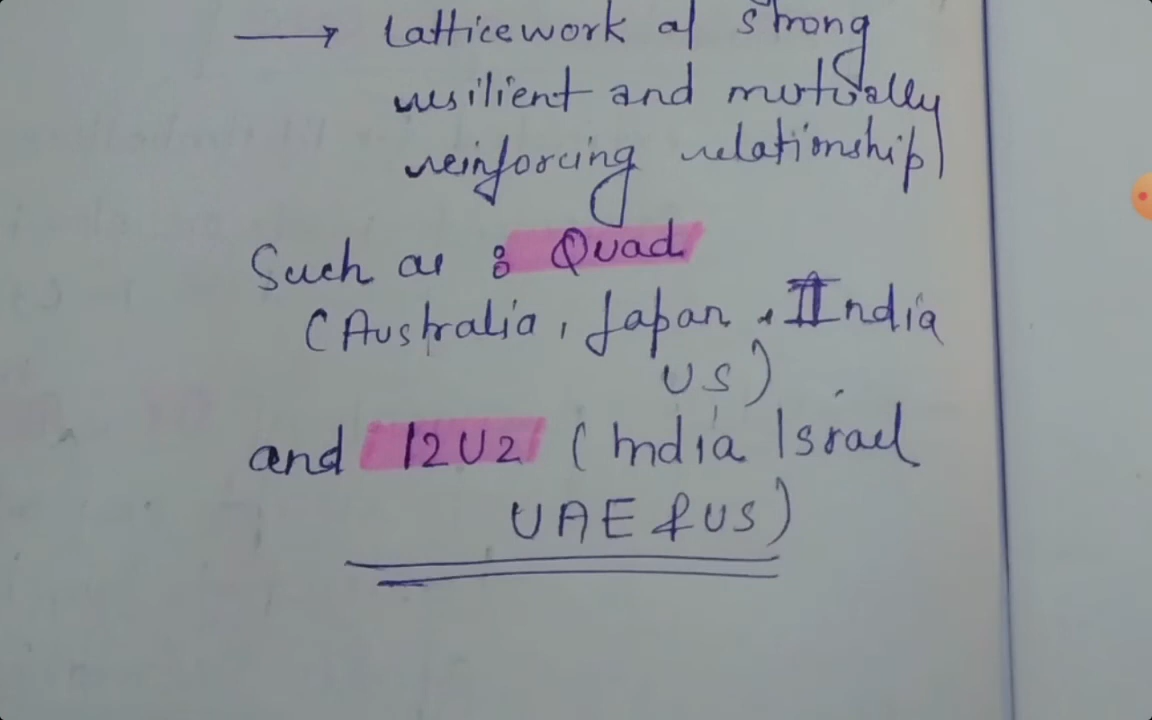 → Latticework of strong
resilient and mutually
reinforcing relationship
Such as : Quad
(Australia, Japan, India
US)
and I2U2 (India Israel
UAE & US)